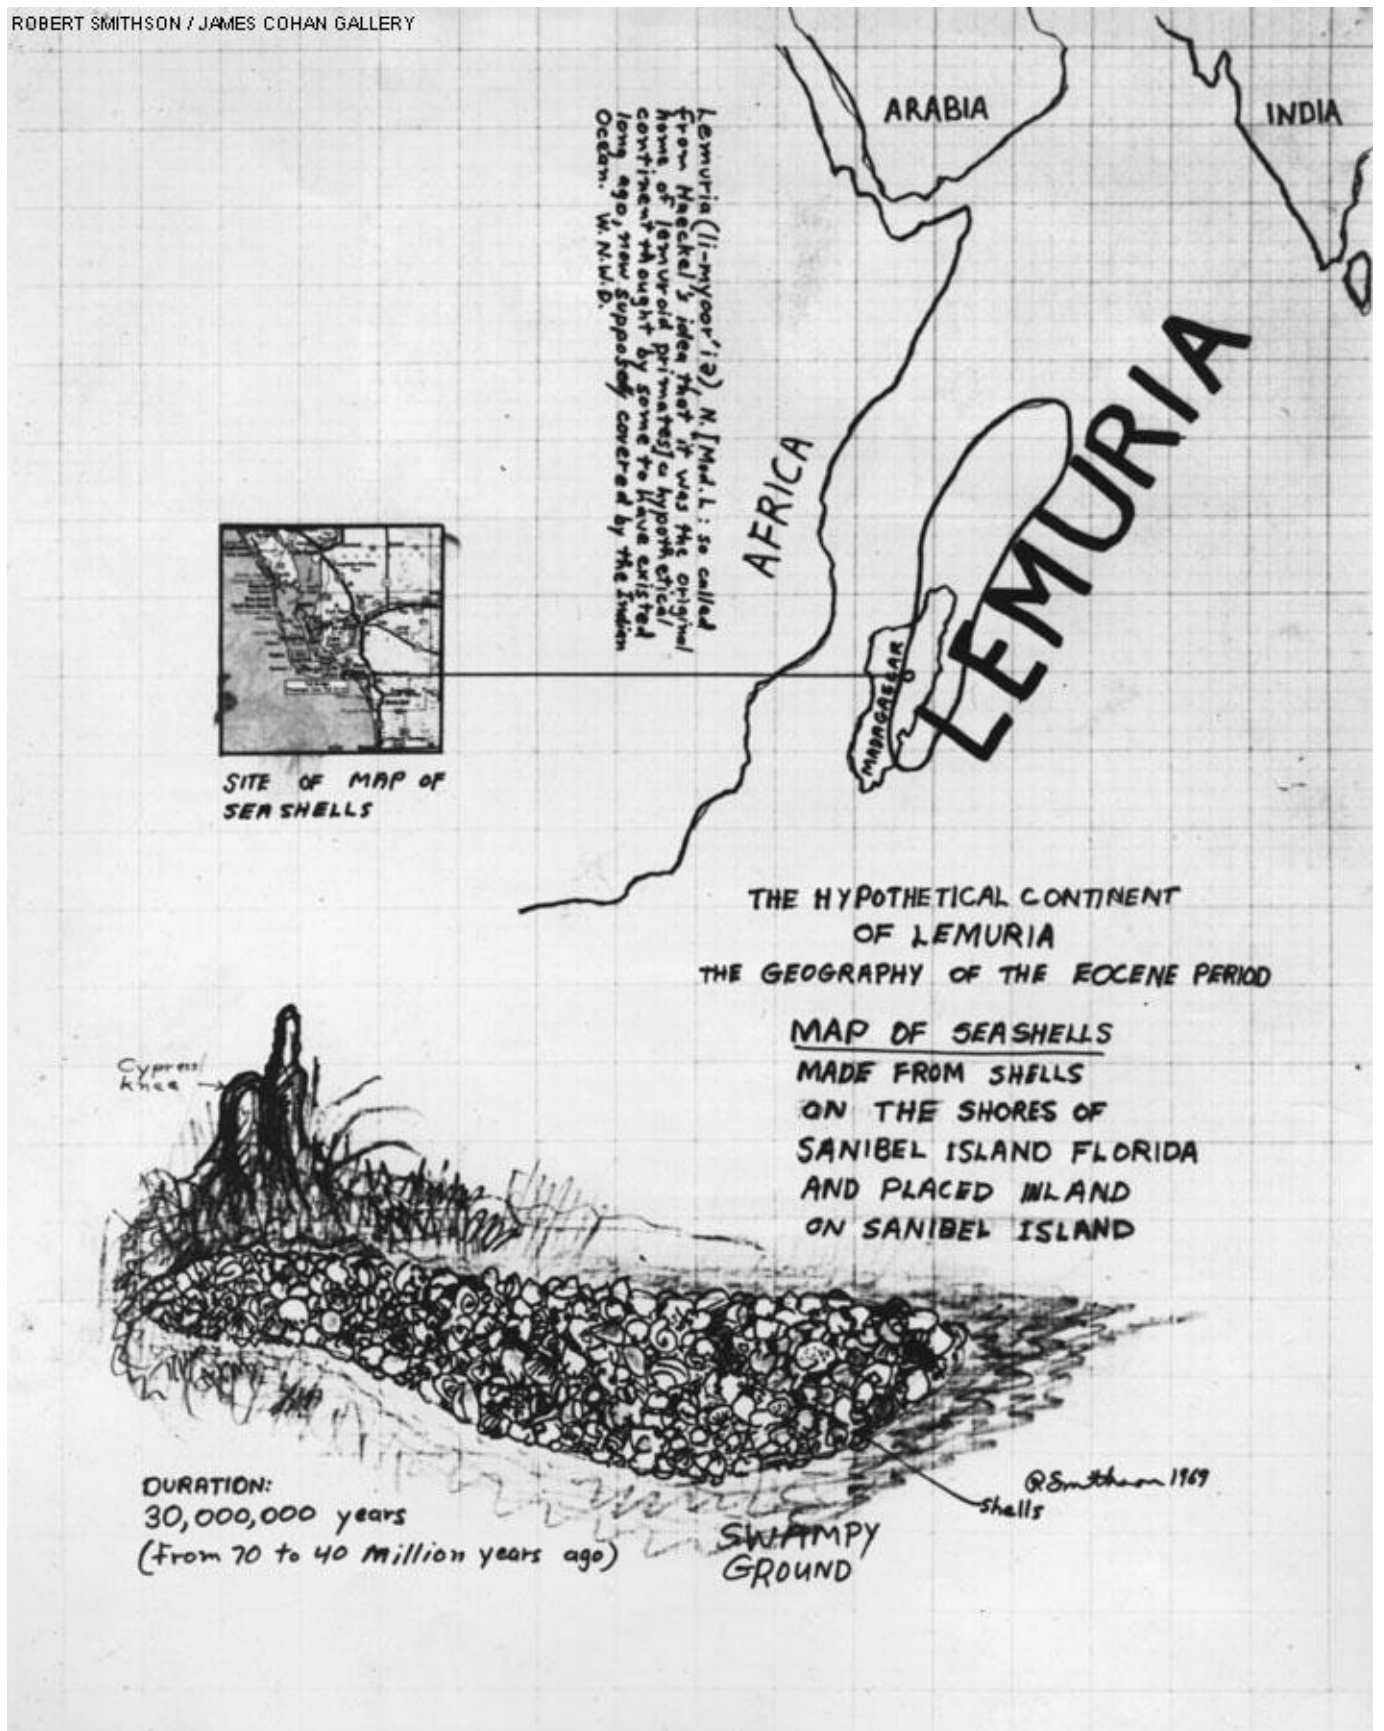 ROBERT SMITHSON / JAMES COHAN GALLERY
ARABIA
INDIA
Lemuria (li-myoor'iə), N. [Mod. L: so called
from Haeckel's idea that it was the original
home of lemuroid primates] a hypothetical
continent thought by some to have existed
long ago, now supposedly covered by the Indian
Ocean. W.N.W.D.
AFRICA
LEMURIA
MADAGASCAR
SITE OF MAP OF
SEASHELLS
THE HYPOTHETICAL CONTINENT
OF LEMURIA
THE GEOGRAPHY OF THE EOCENE PERIOD
MAP OF SEASHELLS
MADE FROM SHELLS
ON THE SHORES OF
SANIBEL ISLAND FLORIDA
AND PLACED INLAND
ON SANIBEL ISLAND
Cypress
knee
DURATION:
30,000,000 years
(from 70 to 40 million years ago)
R Smithson 1969
shells
SWAMPY
GROUND